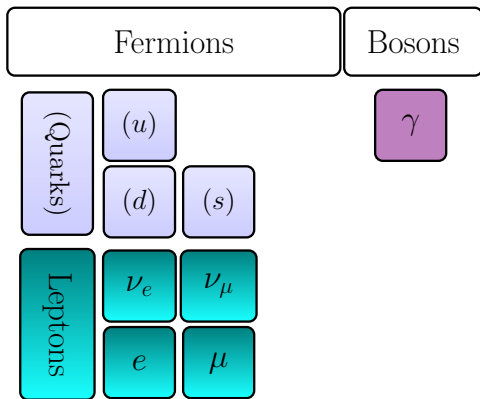 Fermions Bosons
(Quarks) (u) γ
(d) (s)
Leptons ν_e ν_μ
e μ